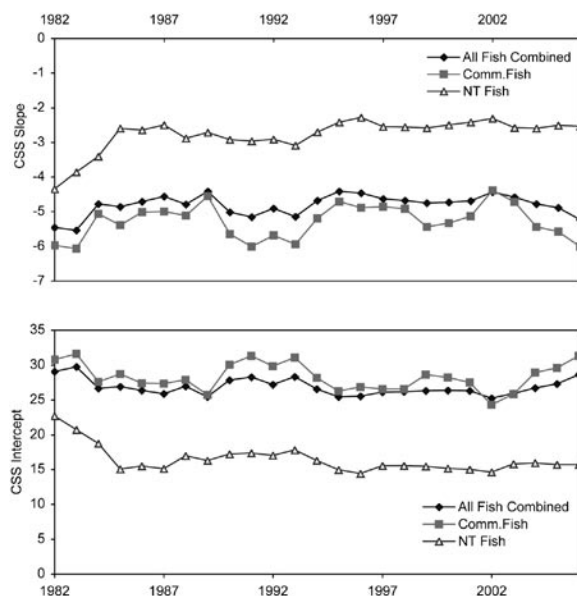 1982 1987 1992 1997 2002
0
-1
-2
-3
-4
-5
-6
-7
CSS Slope
All Fish Combined
Comm.Fish
NT Fish
35
30
25
20
15
10
5
0
CSS Intercept
All Fish Combined
Comm.Fish
NT Fish
1982 1987 1992 1997 2002